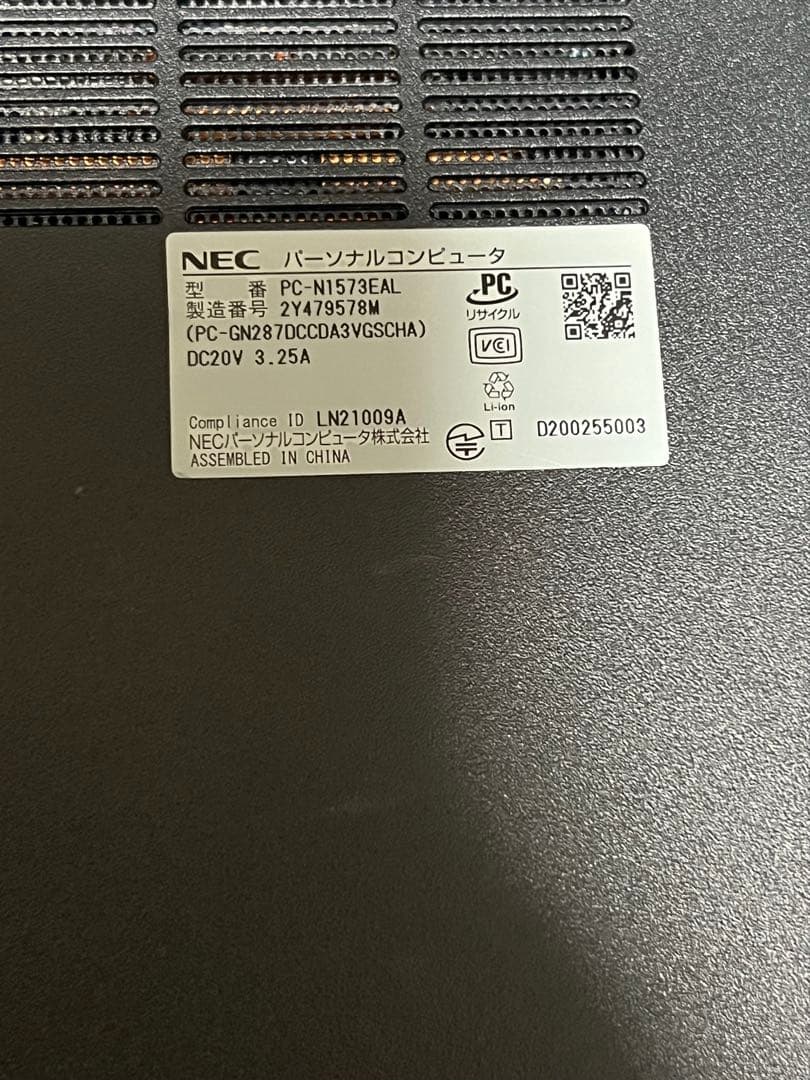 NEC パーソナルコンピュータ
型 番 PC-N1573EAL
製造番号 2Y479578M
(PC-GN287DCCDA3VGSCHA)
DC20V 3.25A
PC
リサイクル
VCI
Li-ion
Compliance ID LN21009A
NECパーソナルコンピュータ株式会社
ASSEMBLED IN CHINA
T
D200255003